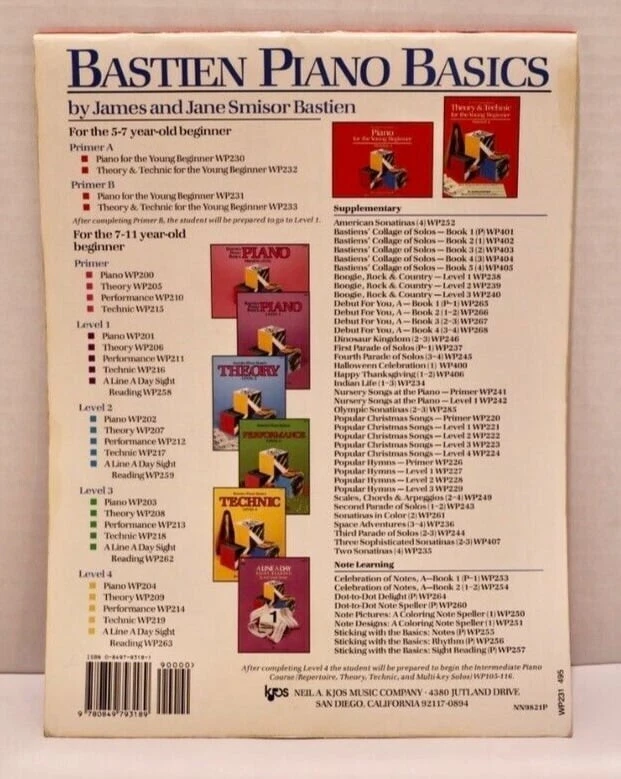 BASTIEN PIANO BASICS
by James and Jane Smisor Bastien
For the 5-7 year-old beginner
Primer A
Piano for the Young Beginner WP230
Theory & Technic for the Young Beginner WP232
Primer B
Piano for the Young Beginner WP231
Theory & Technic for the Young Beginner WP233
After completing Primer B, the student will be prepared to go to Level 1.
For the 7-11 year-old
beginner
Primer
Piano WP200
Theory WP205
Performance WP210
Technic WP215
Level 1
Piano WP201
Theory WP206
Performance WP211
Technic WP216
A Line A Day Sight
Reading WP258
Level 2
Piano WP202
Theory WP207
Performance WP212
Technic WP217
A Line A Day Sight
Reading WP259
Level 3
Piano WP203
Theory WP208
Performance WP213
Technic WP218
A Line A Day Sight
Reading WP262
Level 4
Piano WP204
Theory WP209
Performance WP214
Technic WP219
A Line A Day Sight
Reading WP263
Piano
for the Young Beginner
Theory & Technic
for the Young Beginner
PIANO
PIANO
THEORY
PERFORMANCE
TECHNIC
A LINE A DAY
1
Supplementary
American Sonatinas (4) WP252
Bastiens' Collage of Solos — Book 1 (P) WP401
Bastiens' Collage of Solos — Book 2 (1) WP402
Bastiens' Collage of Solos — Book 3 (2) WP403
Bastiens' Collage of Solos — Book 4 (3) WP404
Bastiens' Collage of Solos — Book 5 (4) WP405
Boogie, Rock & Country — Level 1 WP238
Boogie, Rock & Country — Level 2 WP239
Boogie, Rock & Country — Level 3 WP240
Debut For You, A — Book 1 (P-1) WP265
Debut For You, A — Book 2 (1-2) WP266
Debut For You, A — Book 3 (2-3) WP267
Debut For You, A — Book 4 (3-4) WP268
Dinosaur Kingdom (2-3) WP246
First Parade of Solos (P-1) WP237
Fourth Parade of Solos (3-4) WP245
Halloween Celebration (1) WP400
Happy Thanksgiving (1-2) WP406
Indian Life (1-3) WP234
Nursery Songs at the Piano — Primer WP241
Nursery Songs at the Piano — Level 1 WP242
Olympic Sonatinas (2-3) WP285
Popular Christmas Songs — Primer WP220
Popular Christmas Songs — Level 1 WP221
Popular Christmas Songs — Level 2 WP222
Popular Christmas Songs — Level 3 WP223
Popular Christmas Songs — Level 4 WP224
Popular Hymns — Primer WP226
Popular Hymns — Level 1 WP227
Popular Hymns — Level 2 WP228
Popular Hymns — Level 3 WP229
Scales, Chords & Arpeggios (2-4) WP249
Second Parade of Solos (1-2) WP243
Sonatinas in Color (2) WP261
Space Adventures (3-4) WP236
Third Parade of Solos (2-3) WP244
Three Sophisticated Sonatinas (2-3) WP407
Two Sonatinas (4) WP235
Note Learning
Celebration of Notes, A—Book 1 (P-1) WP253
Celebration of Notes, A—Book 2 (1-2) WP254
Dot-to-Dot Delight (P) WP264
Dot-to-Dot Note Speller (P) WP260
Note Pictures: A Coloring Note Speller (1) WP250
Note Designs: A Coloring Note Speller (1) WP251
Sticking with the Basics: Notes (P) WP255
Sticking with the Basics: Rhythm (P) WP256
Sticking with the Basics: Sight Reading (P) WP257
After completing Level 4 the student will be prepared to begin the Intermediate Piano
Course (Repertoire, Theory, Technic, and Multi-key Solos) WP105-116.
ISBN 0-8497-9318-1
90000>
9 780849 793189
kjos NEIL A. KJOS MUSIC COMPANY · 4380 JUTLAND DRIVE
SAN DIEGO, CALIFORNIA 92117-0894
NN9821P
WP231 495